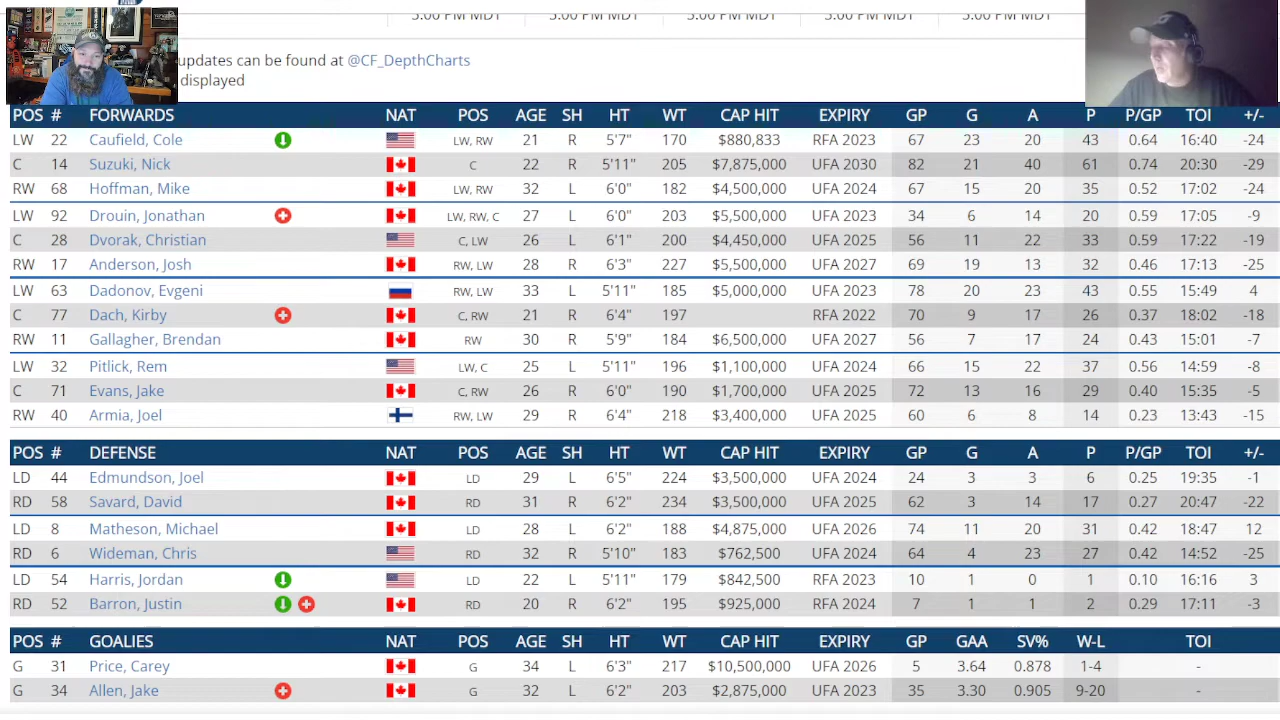 5:00 PM MDT 5:00 PM MDT 5:00 PM MDT 5:00 PM MDT 5:00 PM MDT
updates can be found at @CF_DepthCharts
displayed
POS # FORWARDS NAT POS AGE SH HT WT CAP HIT EXPIRY GP G A P P/GP TOI +/-
LW 22 Caufield, Cole LW, RW 21 R 5'7" 170 $880,833 RFA 2023 67 23 20 43 0.64 16:40 -24
C 14 Suzuki, Nick C 22 R 5'11" 205 $7,875,000 UFA 2030 82 21 40 61 0.74 20:30 -29
RW 68 Hoffman, Mike LW, RW 32 L 6'0" 182 $4,500,000 UFA 2024 67 15 20 35 0.52 17:02 -24
LW 92 Drouin, Jonathan LW, RW, C 27 L 6'0" 203 $5,500,000 UFA 2023 34 6 14 20 0.59 17:05 -9
C 28 Dvorak, Christian C, LW 26 L 6'1" 200 $4,450,000 UFA 2025 56 11 22 33 0.59 17:22 -19
RW 17 Anderson, Josh RW, LW 28 R 6'3" 227 $5,500,000 UFA 2027 69 19 13 32 0.46 17:13 -25
LW 63 Dadonov, Evgeni RW, LW 33 L 5'11" 185 $5,000,000 UFA 2023 78 20 23 43 0.55 15:49 4
C 77 Dach, Kirby C, RW 21 R 6'4" 197 RFA 2022 70 9 17 26 0.37 18:02 -18
RW 11 Gallagher, Brendan RW 30 R 5'9" 184 $6,500,000 UFA 2027 56 7 17 24 0.43 15:01 -7
LW 32 Pitlick, Rem LW, C 25 L 5'11" 196 $1,100,000 UFA 2024 66 15 22 37 0.56 14:59 -8
C 71 Evans, Jake C, RW 26 R 6'0" 190 $1,700,000 UFA 2025 72 13 16 29 0.40 15:35 -5
RW 40 Armia, Joel RW, LW 29 R 6'4" 218 $3,400,000 UFA 2025 60 6 8 14 0.23 13:43 -15
POS # DEFENSE NAT POS AGE SH HT WT CAP HIT EXPIRY GP G A P P/GP TOI +/-
LD 44 Edmundson, Joel LD 29 L 6'5" 224 $3,500,000 UFA 2024 24 3 3 6 0.25 19:35 -1
RD 58 Savard, David RD 31 R 6'2" 234 $3,500,000 UFA 2025 62 3 14 17 0.27 20:47 -22
LD 8 Matheson, Michael LD 28 L 6'2" 188 $4,875,000 UFA 2026 74 11 20 31 0.42 18:47 12
RD 6 Wideman, Chris RD 32 R 5'10" 183 $762,500 UFA 2024 64 4 23 27 0.42 14:52 -25
LD 54 Harris, Jordan LD 22 L 5'11" 179 $842,500 RFA 2023 10 1 0 1 0.10 16:16 3
RD 52 Barron, Justin RD 20 R 6'2" 195 $925,000 RFA 2024 7 1 1 2 0.29 17:11 -3
POS # GOALIES NAT POS AGE SH HT WT CAP HIT EXPIRY GP GAA SV% W-L TOI
G 31 Price, Carey G 34 L 6'3" 217 $10,500,000 UFA 2026 5 3.64 0.878 1-4 -
G 34 Allen, Jake G 32 L 6'2" 203 $2,875,000 UFA 2023 35 3.30 0.905 9-20 -